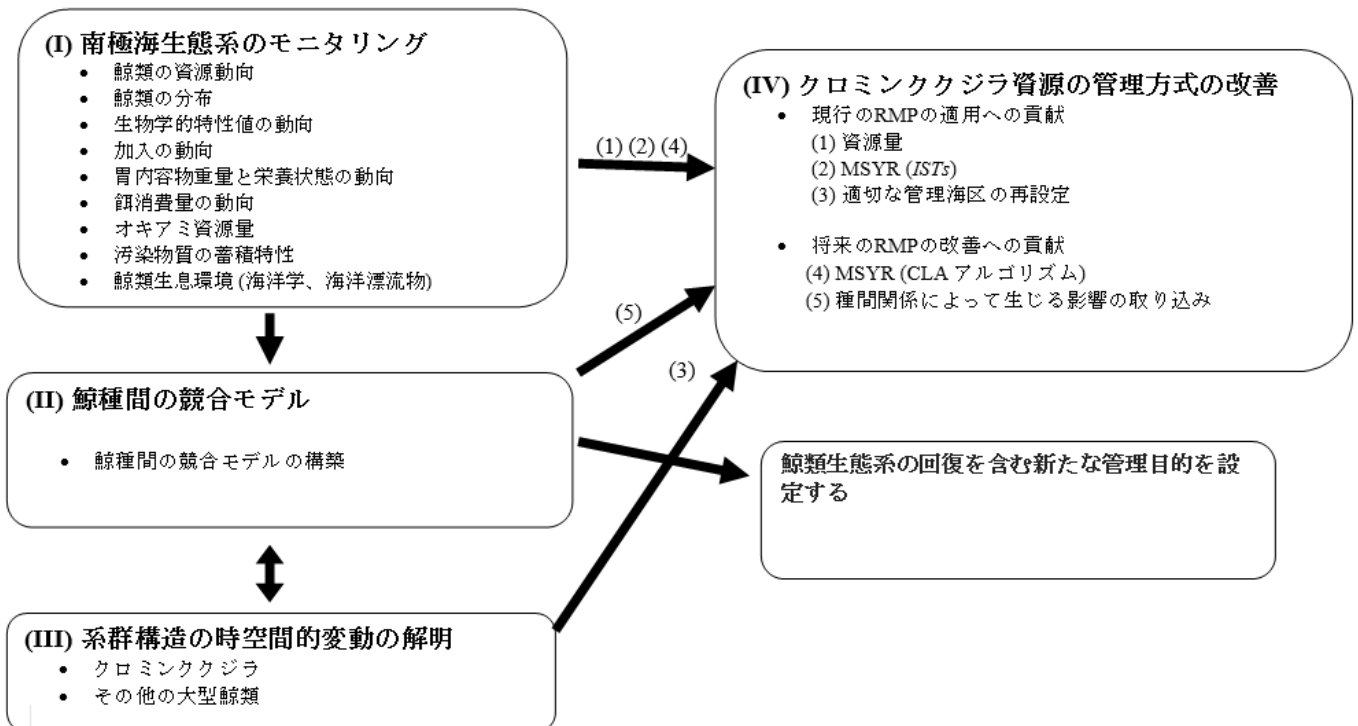 (I) 南極海生態系のモニタリング
• 鯨類の資源動向
• 鯨類の分布
• 生物学的特性値の動向
• 加入の動向
• 胃内容物重量と栄養状態の動向
• 餌消費量の動向
• オキアミ資源量
• 汚染物質の蓄積特性
• 鯨類生息環境 (海洋学、海洋漂流物)
(1) (2) (4)
(IV) クロミンククジラ資源の管理方式の改善
• 現行のRMPの適用への貢献
(1) 資源量
(2) MSYR (ISTs)
(3) 適切な管理海区の再設定
• 将来のRMPの改善への貢献
(4) MSYR (CLA アルゴリズム)
(5) 種間関係によって生じる影響の取り込み
(5)
(3)
(II) 鯨種間の競合モデル
• 鯨種間の競合モデルの構築
鯨類生態系の回復を含む新たな管理目的を設
定する
(III) 系群構造の時空間的変動の解明
• クロミンククジラ
• その他の大型鯨類